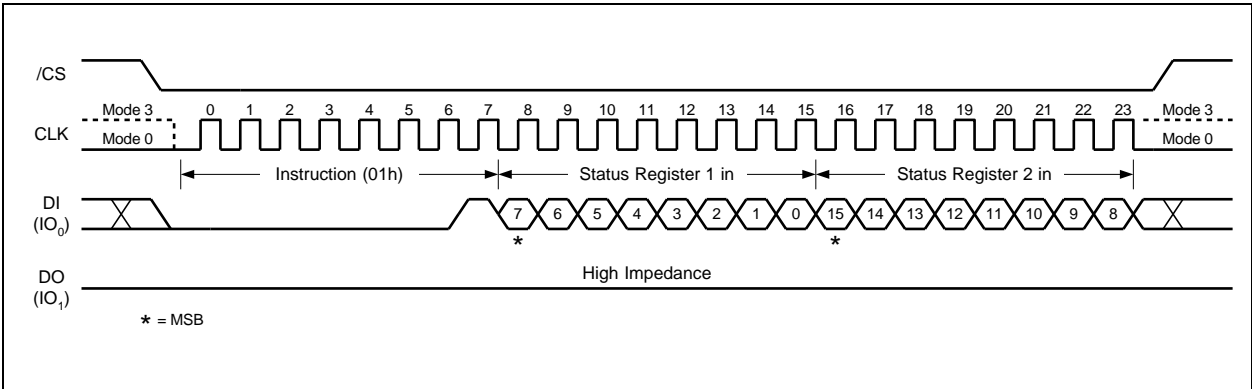 /CS
Mode 3 0 1 2 3 4 5 6 7 8 9 10 11 12 13 14 15 16 17 18 19 20 21 22 23 Mode 3
CLK
Mode 0 Mode 0
Instruction (01h) Status Register 1 in Status Register 2 in
DI
(IO₀)
7 6 5 4 3 2 1 0 15 14 13 12 11 10 9 8
* *
High Impedance
DO
(IO₁)
* = MSB